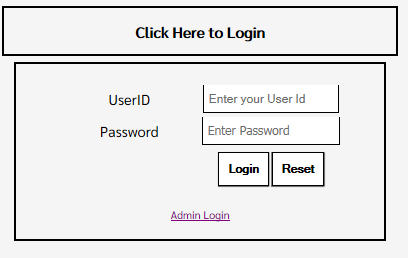 Click Here to Login
UserID Enter your User Id
Password Enter Password
Login Reset
Admin Login